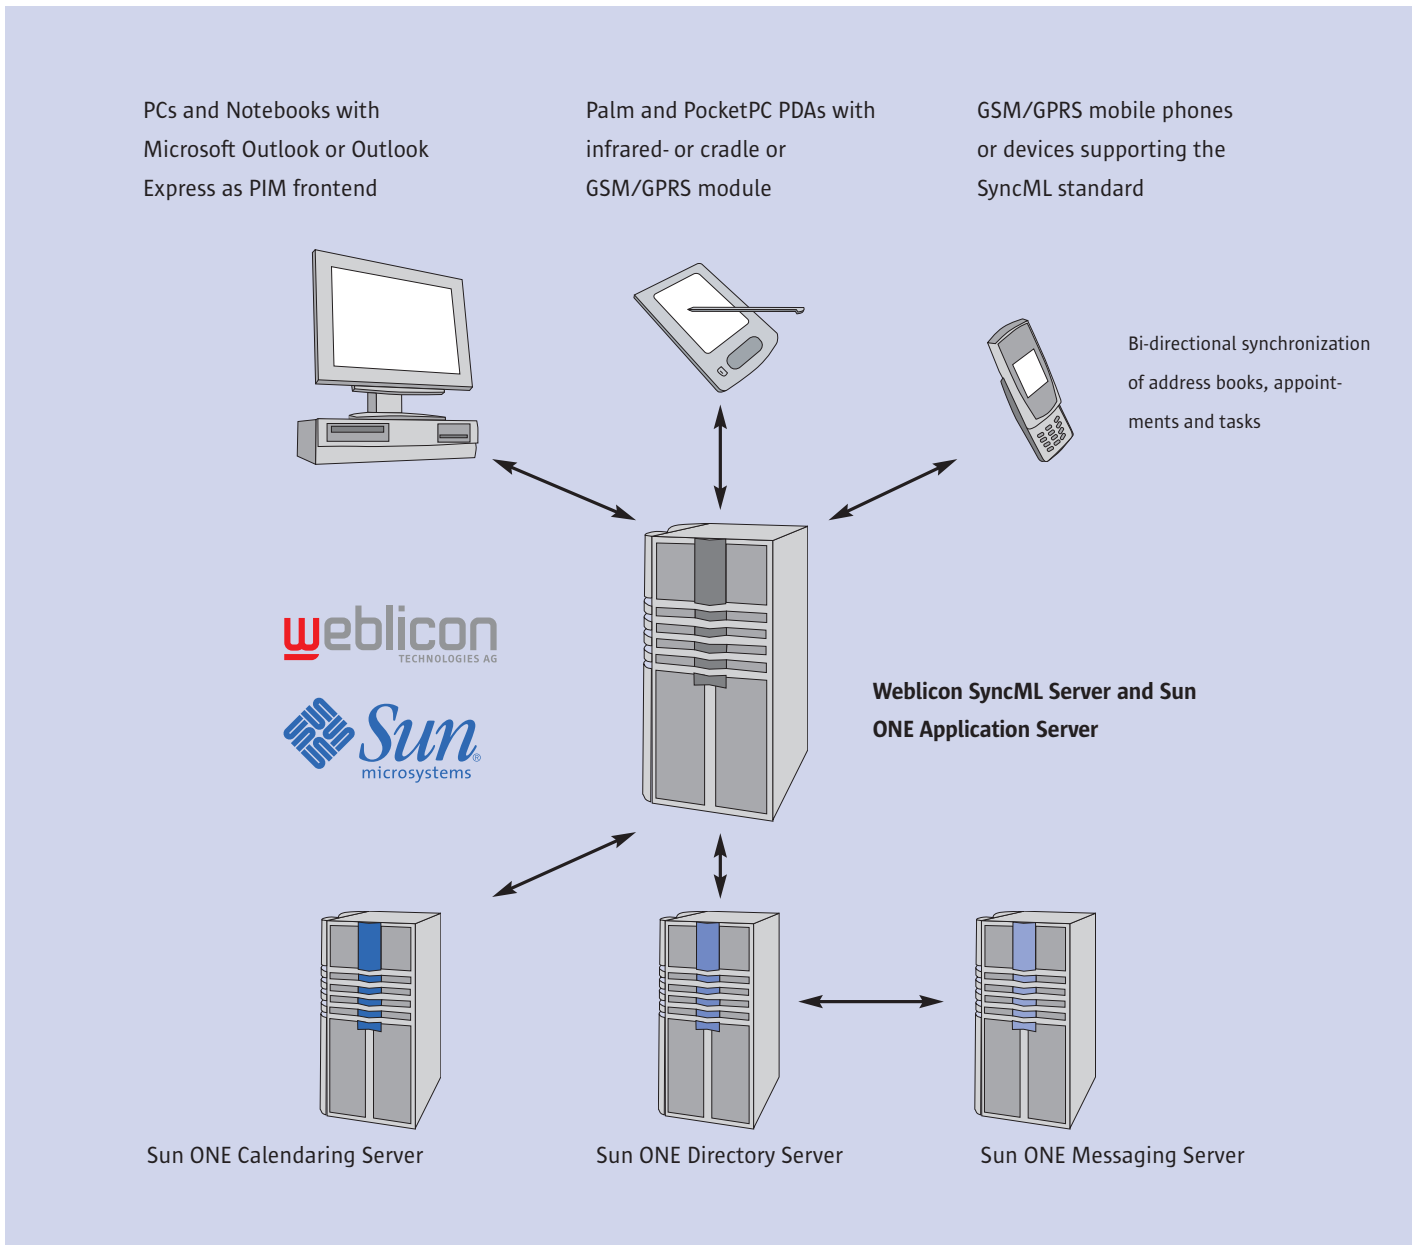 PCs and Notebooks with
Microsoft Outlook or Outlook
Express as PIM frontend
Palm and PocketPC PDAs with
infrared- or cradle or
GSM/GPRS module
GSM/GPRS mobile phones
or devices supporting the
SyncML standard
Bi-directional synchronization
of address books, appoint-
ments and tasks
weblicon
TECHNOLOGIES AG
Sun®
microsystems
Weblicon SyncML Server and Sun
ONE Application Server
Sun ONE Calendaring Server
Sun ONE Directory Server
Sun ONE Messaging Server